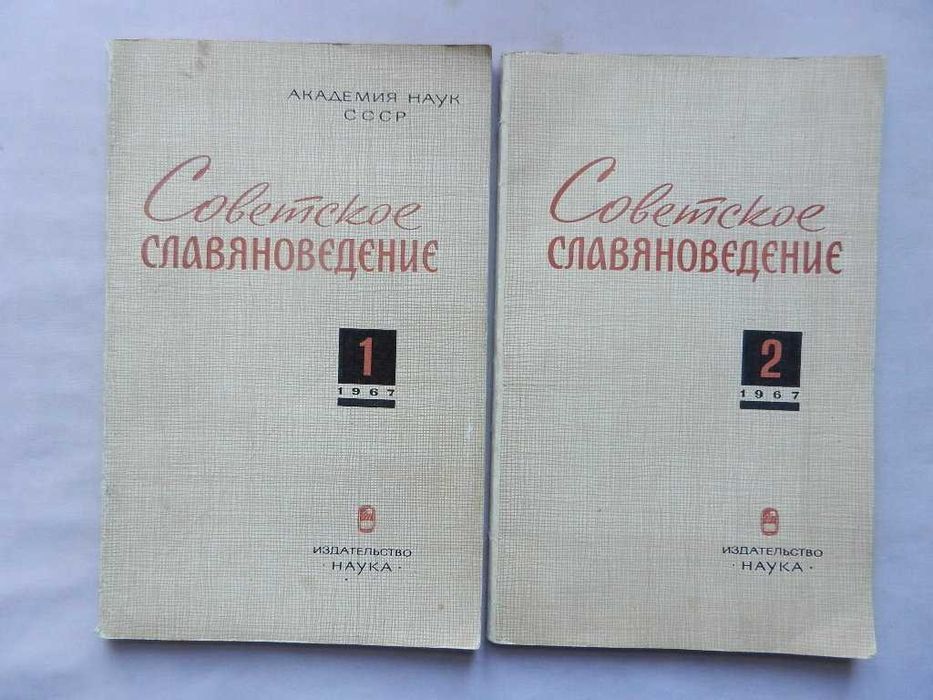 АКАДЕМИЯ НАУК
СССР
Советское
СЛАВЯНОВЕДЕНИЕ
1
1967
ИЗДАТЕЛЬСТВО
·НАУКА·
Советское
СЛАВЯНОВЕДЕНИЕ
2
1967
ИЗДАТЕЛЬСТВО
·НАУКА·